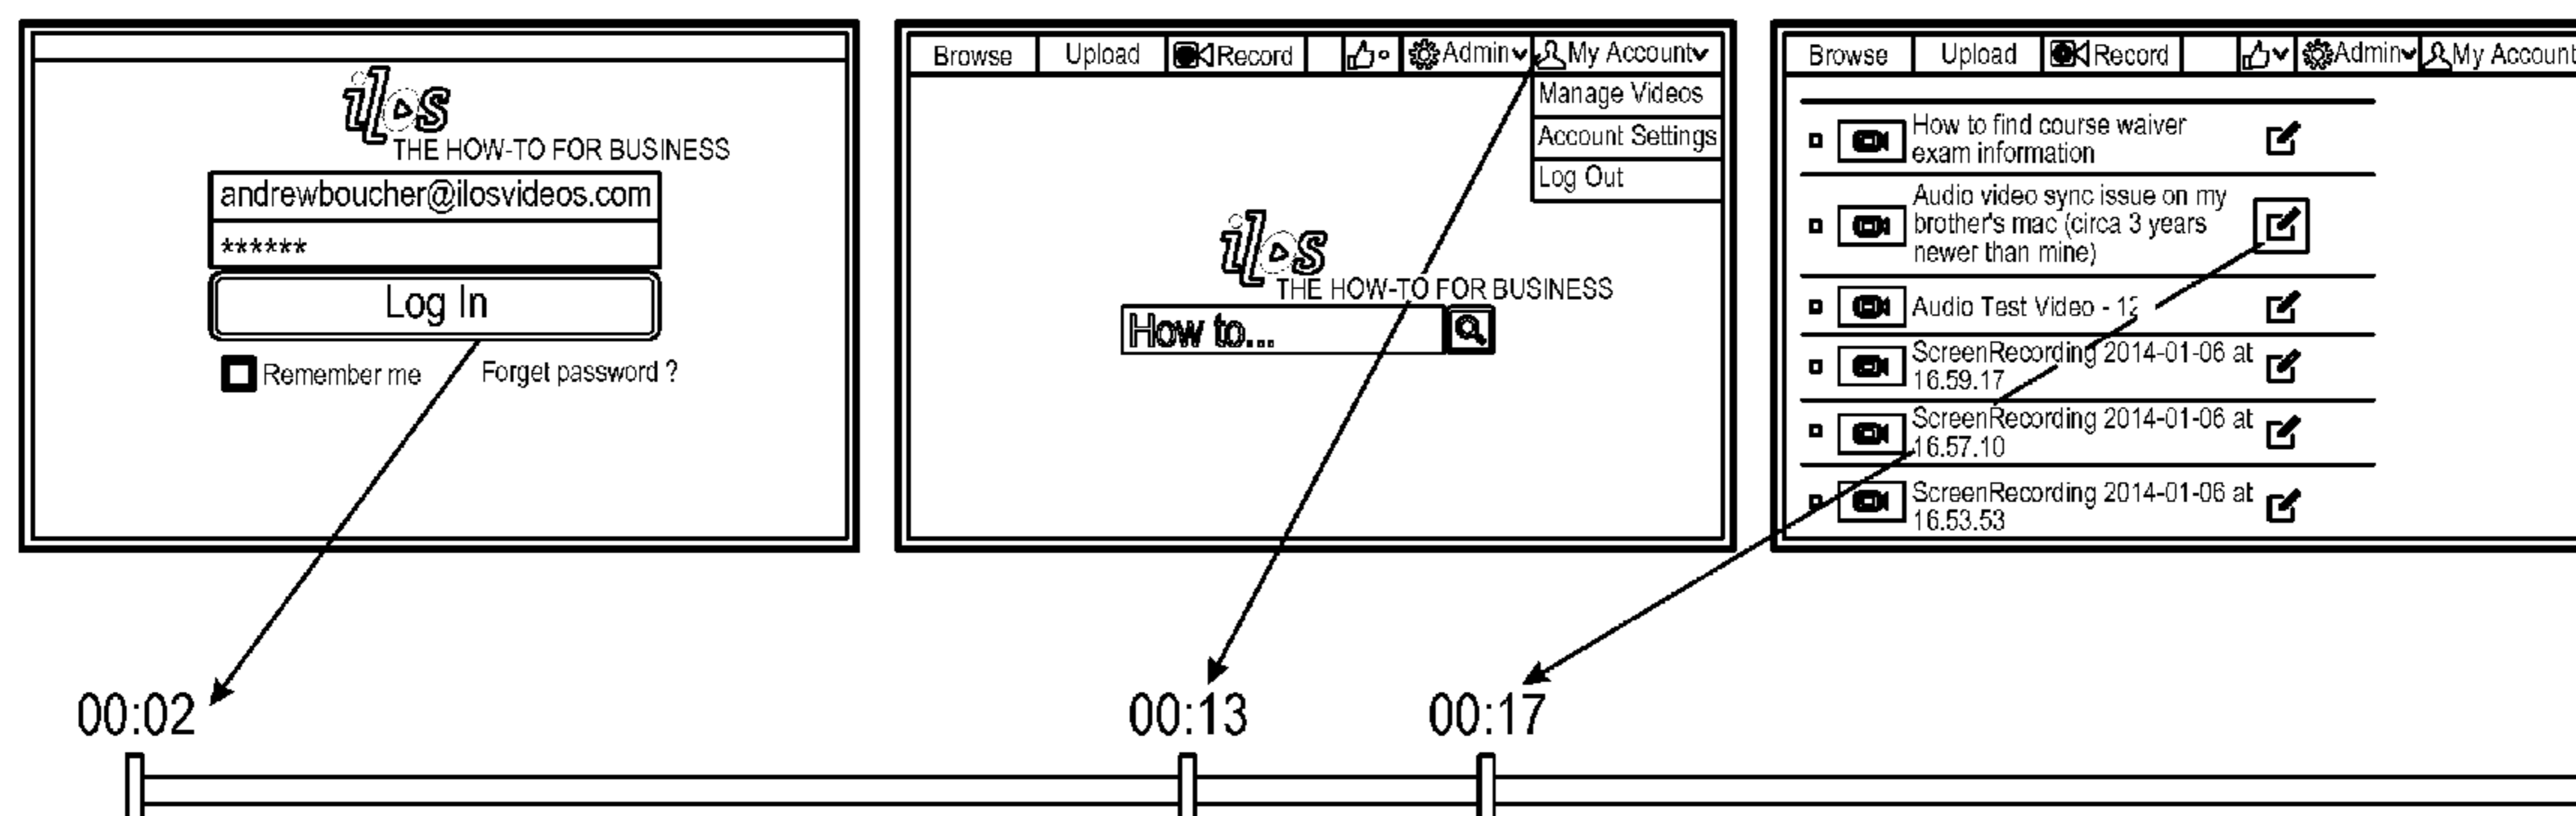 ilos
THE HOW-TO FOR BUSINESS
andrewboucher@ilosvideos.com
******
Log In
Remember me Forget password ?
Browse Upload Record Admin My Account
Manage Videos
Account Settings
Log Out
ilos
THE HOW-TO FOR BUSINESS
How to...
Browse Upload Record Admin My Account
How to find course waiver
exam information
Audio video sync issue on my
brother's mac (circa 3 years
newer than mine)
Audio Test Video - 12
ScreenRecording 2014-01-06 at
16.59.17
ScreenRecording 2014-01-06 at
16.57.10
ScreenRecording 2014-01-06 at
16.53.53
00:02 00:13 00:17